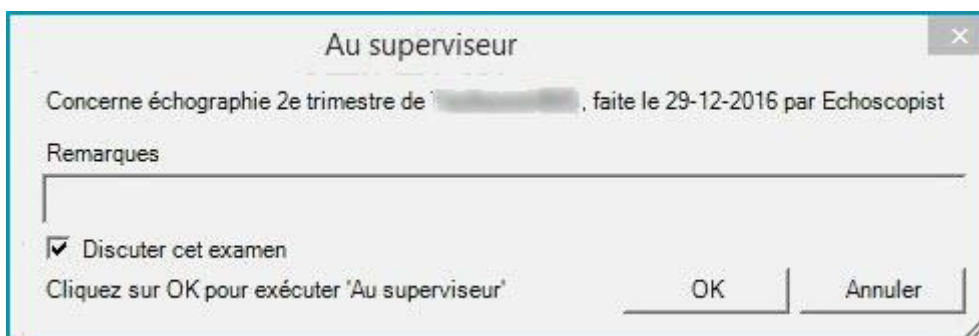 Au superviseur
Concerne échographie 2e trimestre de , faite le 29-12-2016 par Echoscopist
Remarques
Discuter cet examen
Cliquez sur OK pour exécuter 'Au superviseur'
OK
Annuler